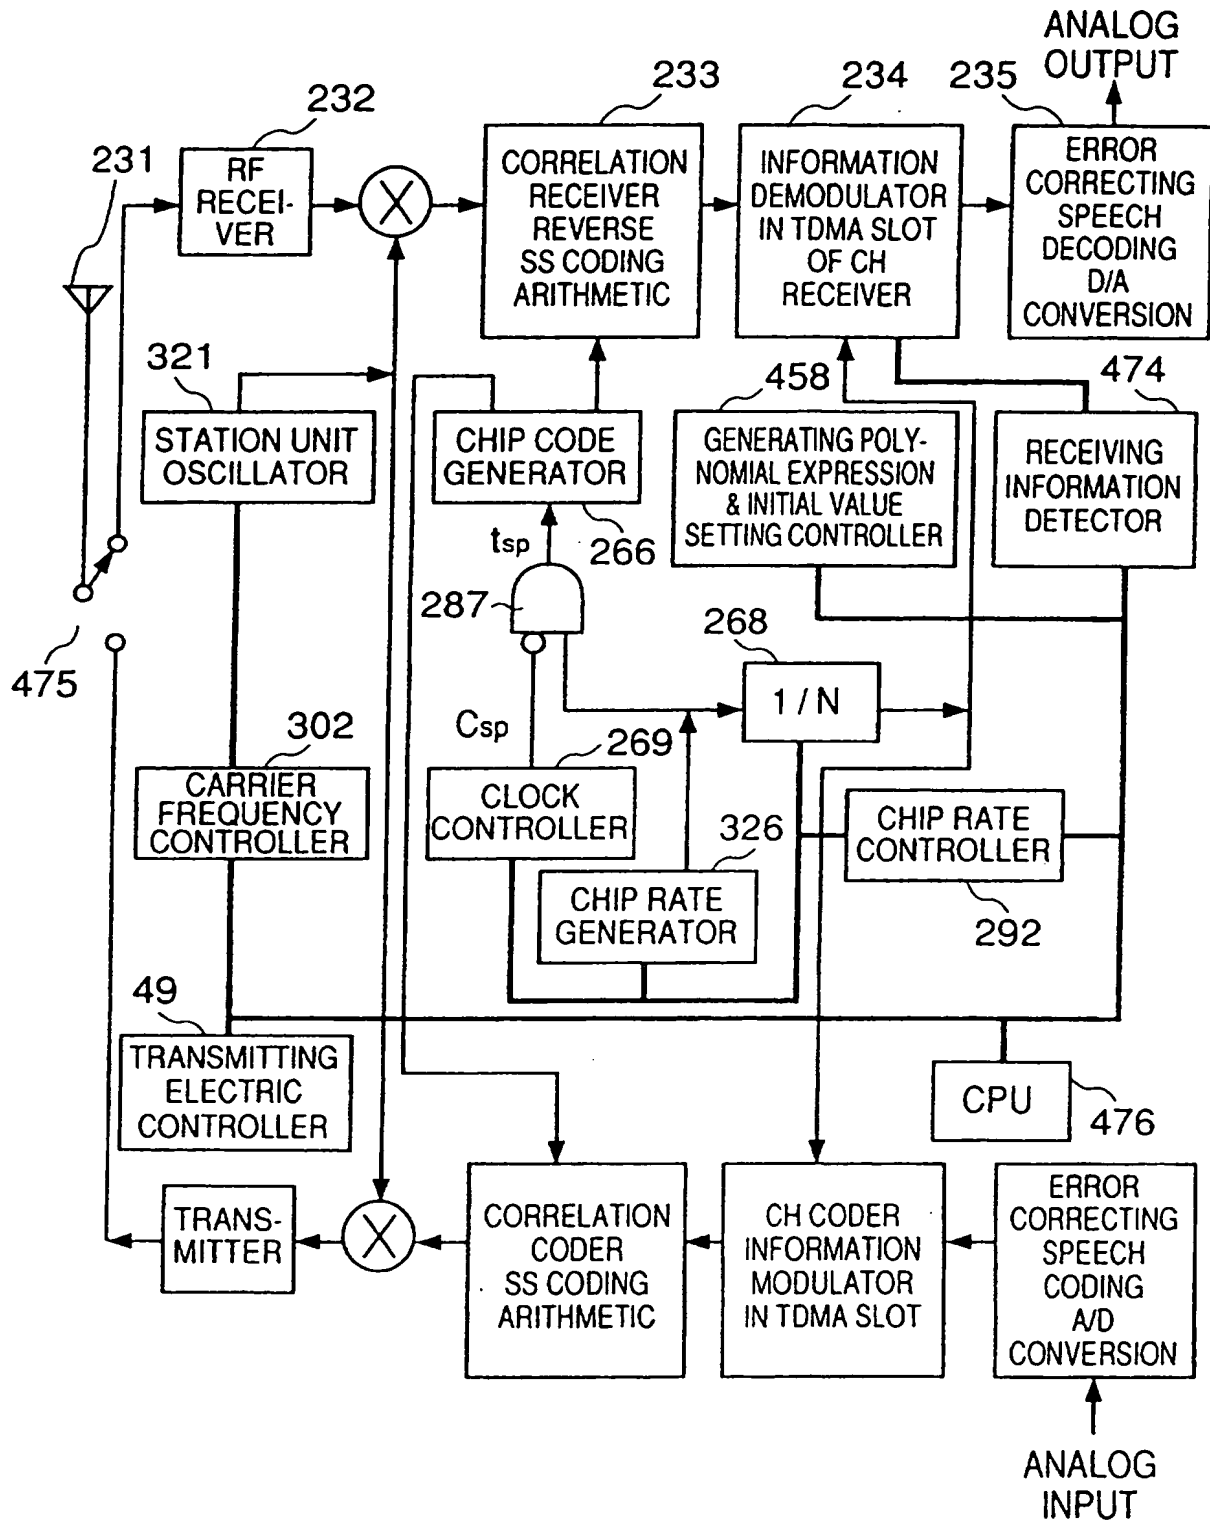 ANALOG
OUTPUT
231
232
233
234
235
RF
RECEI-
VER
X
CORRELATION
RECEIVER
REVERSE
SS CODING
ARITHMETIC
INFORMATION
DEMODULATOR
IN TDMA SLOT
OF CH
RECEIVER
ERROR
CORRECTING
SPEECH
DECODING
D/A
CONVERSION
321
STATION UNIT
OSCILLATOR
CHIP CODE
GENERATOR
266
458
GENERATING POLY-
NOMIAL EXPRESSION
& INITIAL VALUE
SETTING CONTROLLER
474
RECEIVING
INFORMATION
DETECTOR
tsp
287
475
268
1/N
Csp
302
CARRIER
FREQUENCY
CONTROLLER
269
CLOCK
CONTROLLER
326
CHIP RATE
GENERATOR
CHIP RATE
CONTROLLER
292
49
TRANSMITTING
ELECTRIC
CONTROLLER
CPU
476
TRANS-
MITTER
X
CORRELATION
CODER
SS CODING
ARITHMETIC
CH CODER
INFORMATION
MODULATOR
IN TDMA SLOT
ERROR
CORRECTING
SPEECH
CODING
A/D
CONVERSION
ANALOG
INPUT